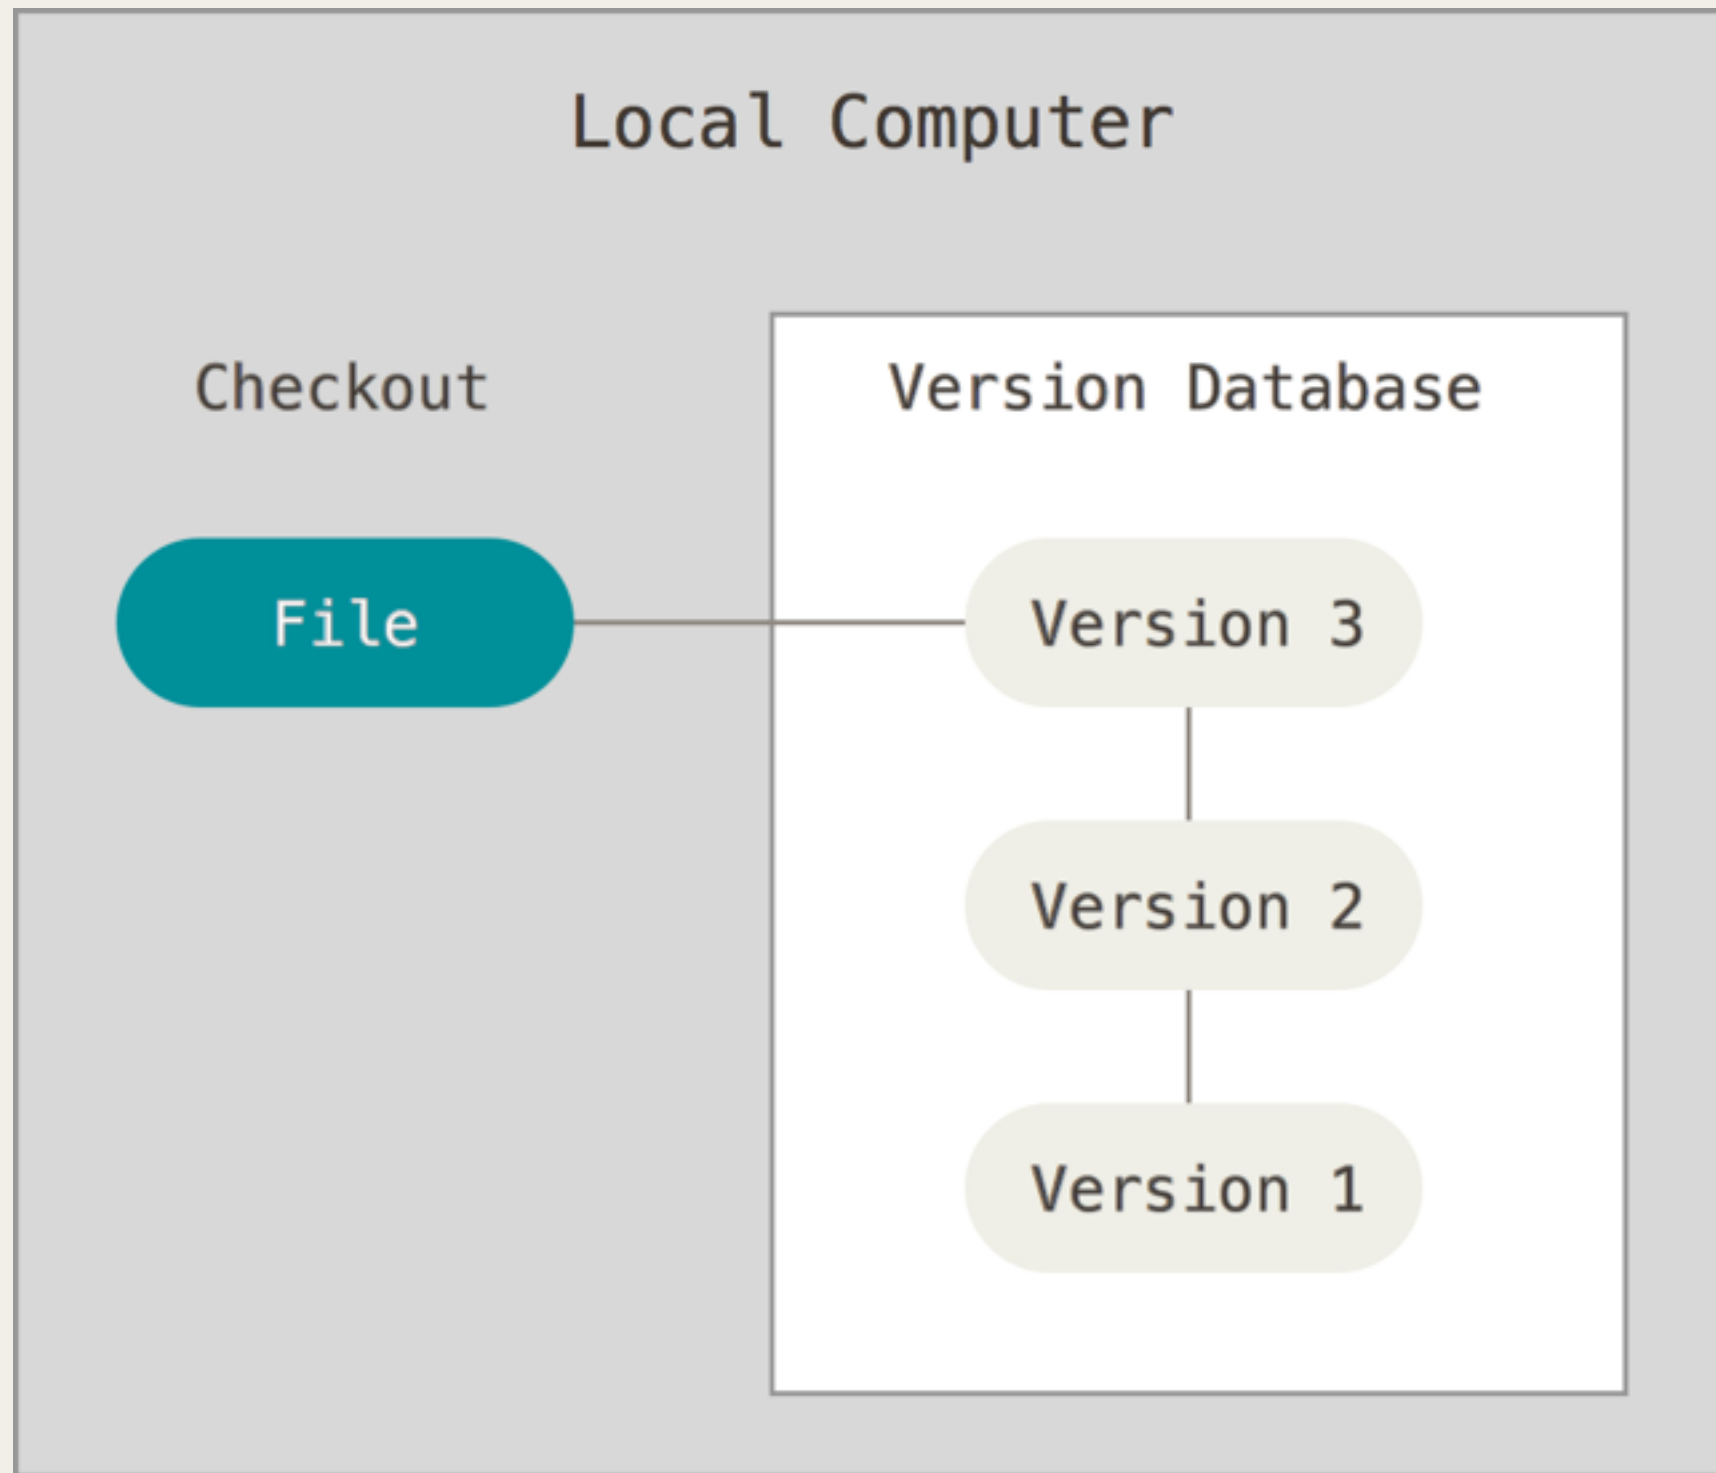 Local Computer
Checkout
Version Database
File
Version 3
Version 2
Version 1